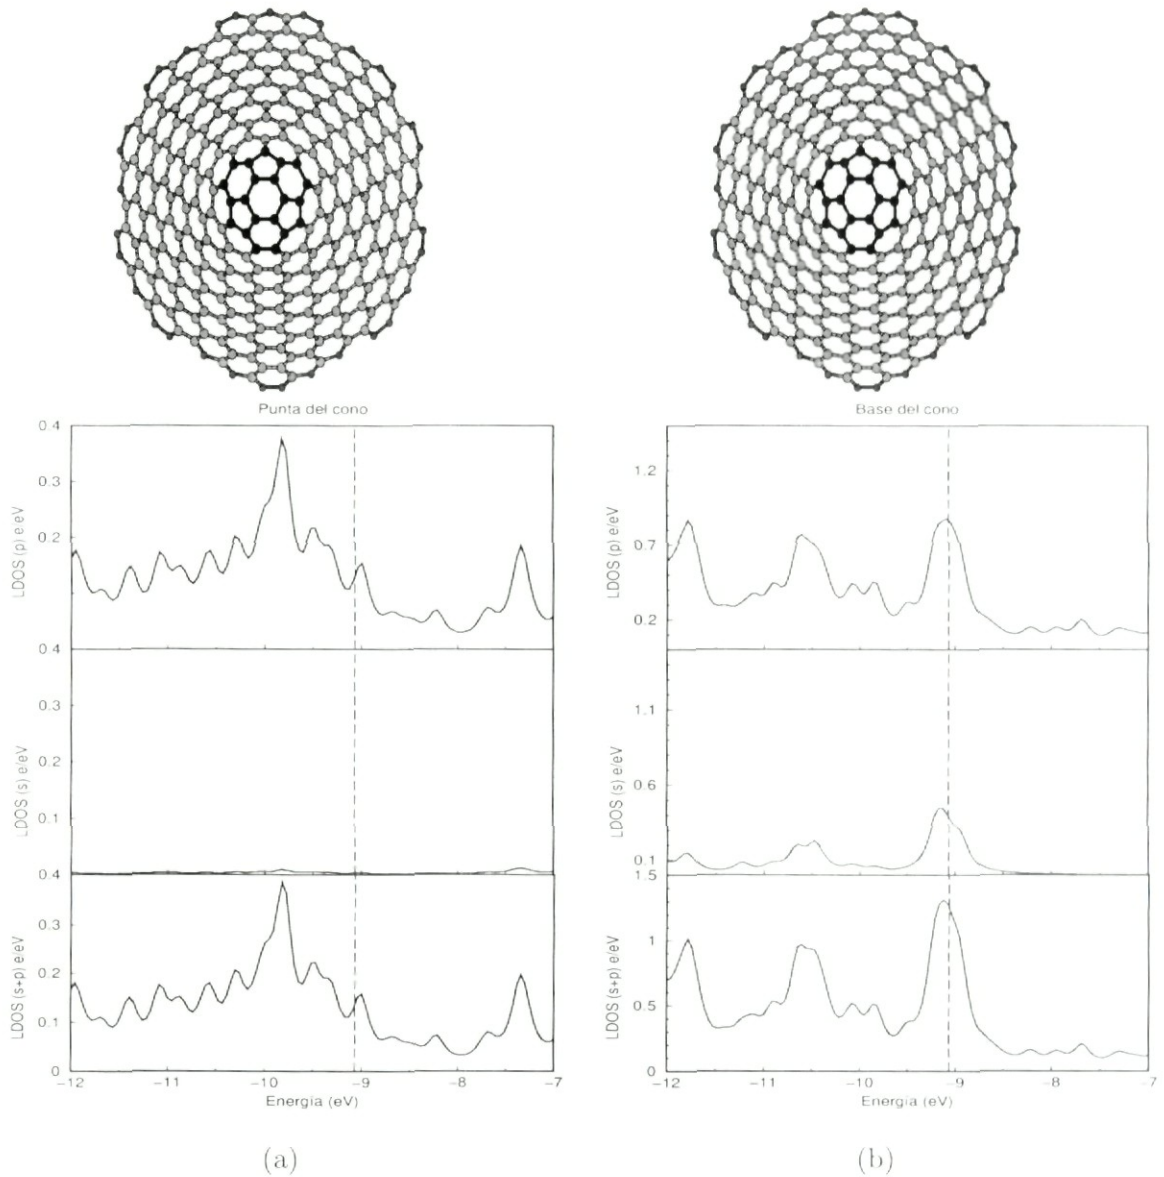 Punta del cono
0.4
0.3
0.2
LDOS (p) e/eV
0.4
0.3
0.2
0.1
LDOS (s) e/eV
0.4
0.3
0.2
0.1
0
LDOS (s+p) e/eV
−12 −11 −10 −9 −8 −7
Energía (eV)
(a)
Base del cono
1.2
0.7
0.2
LDOS (p) e/eV
1.1
0.6
0.1
LDOS (s) e/eV
1.5
1
0.5
0
LDOS (s+p) e/eV
−12 −11 −10 −9 −8 −7
Energía (eV)
(b)